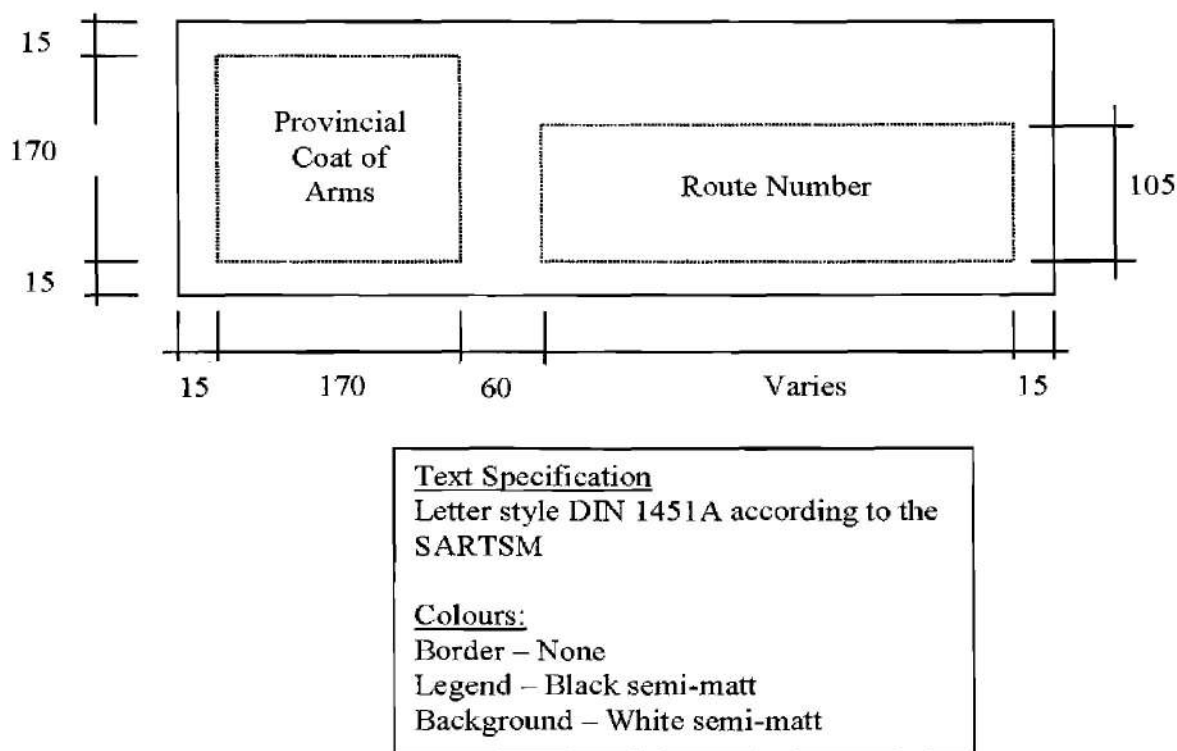 15
170
15
Provincial
Coat of
Arms
Route Number
105
15 170 60 Varies 15
Text Specification
Letter style DIN 1451A according to the
SARTSM
Colours:
Border – None
Legend – Black semi-matt
Background – White semi-matt